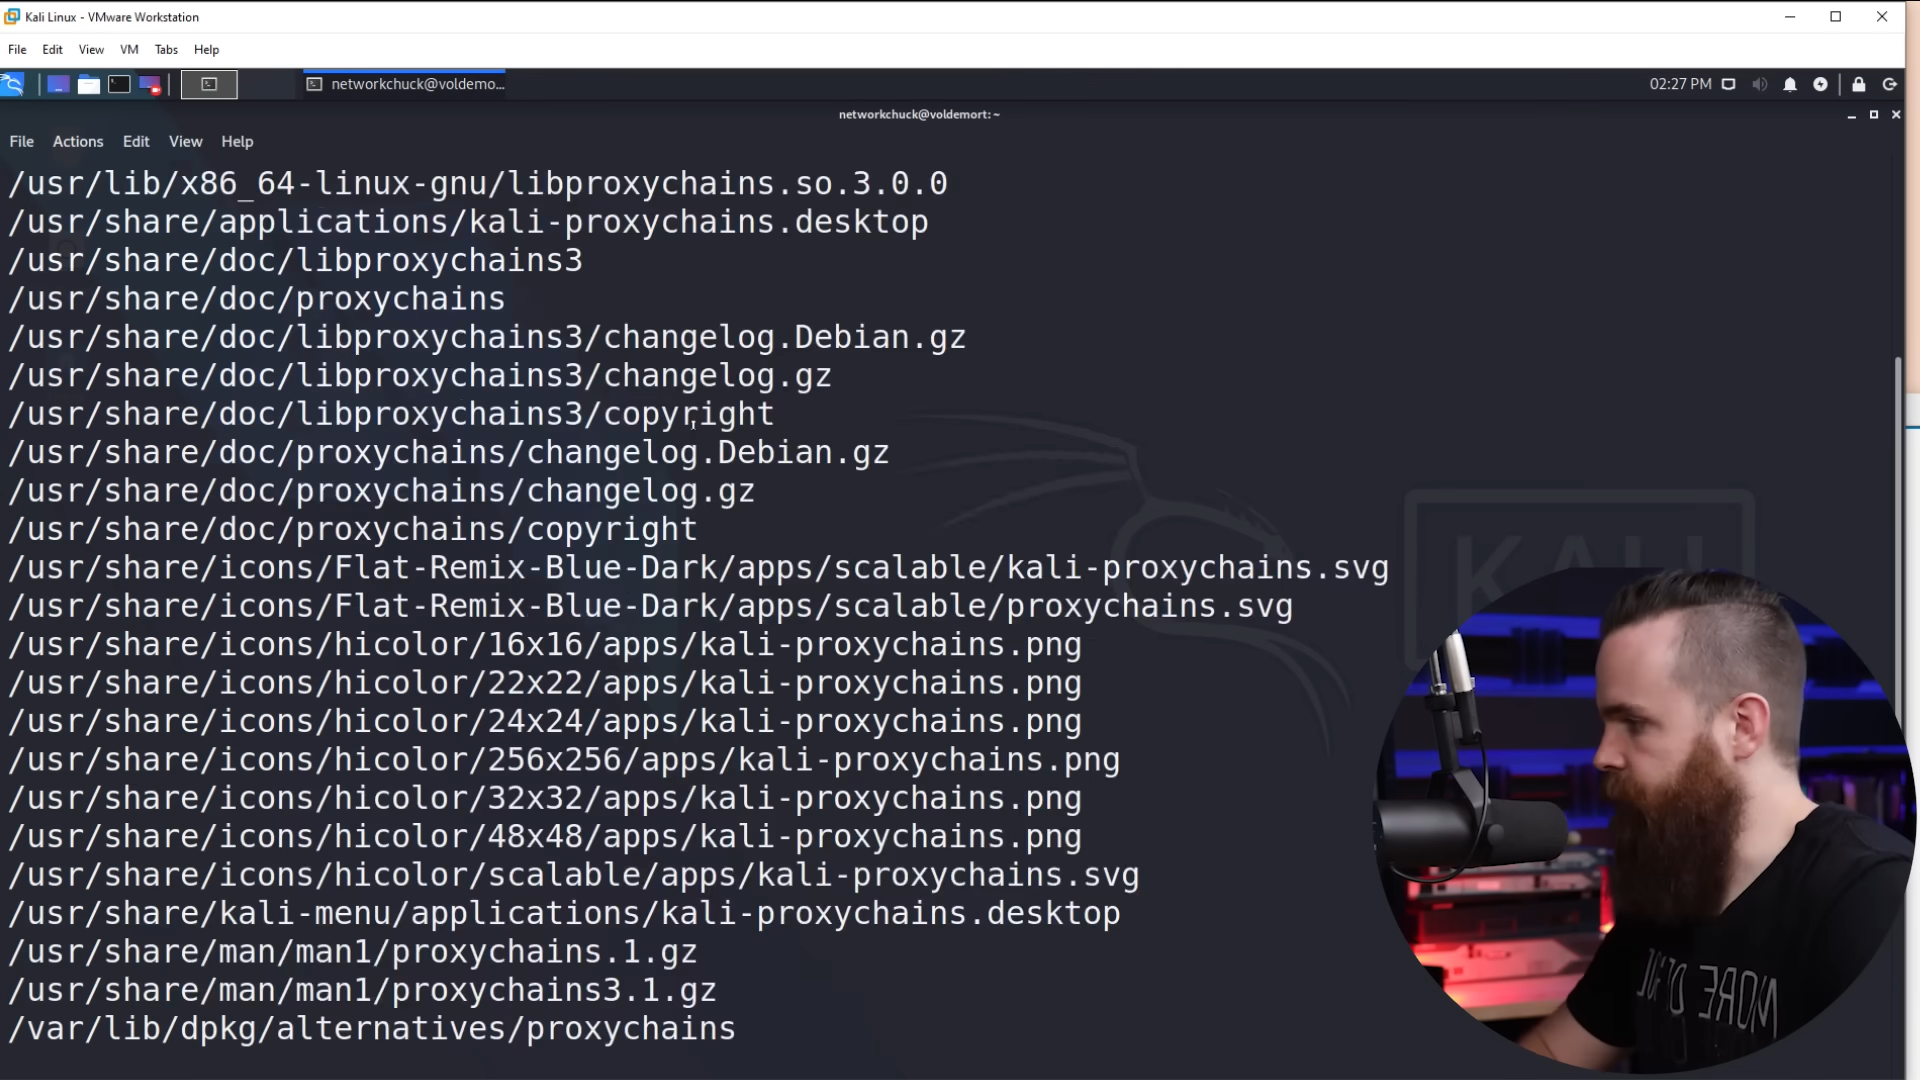 Kali Linux - VMware Workstation
File Edit View VM Tabs Help
networkchuck@voldemo...
02:27 PM
networkchuck@voldemort: ~
File Actions Edit View Help
/usr/lib/x86_64-linux-gnu/libproxychains.so.3.0.0
/usr/share/applications/kali-proxychains.desktop
/usr/share/doc/libproxychains3
/usr/share/doc/proxychains
/usr/share/doc/libproxychains3/changelog.Debian.gz
/usr/share/doc/libproxychains3/changelog.gz
/usr/share/doc/libproxychains3/copyright
/usr/share/doc/proxychains/changelog.Debian.gz
/usr/share/doc/proxychains/changelog.gz
/usr/share/doc/proxychains/copyright
/usr/share/icons/Flat-Remix-Blue-Dark/apps/scalable/kali-proxychains.svg
/usr/share/icons/Flat-Remix-Blue-Dark/apps/scalable/proxychains.svg
/usr/share/icons/hicolor/16x16/apps/kali-proxychains.png
/usr/share/icons/hicolor/22x22/apps/kali-proxychains.png
/usr/share/icons/hicolor/24x24/apps/kali-proxychains.png
/usr/share/icons/hicolor/256x256/apps/kali-proxychains.png
/usr/share/icons/hicolor/32x32/apps/kali-proxychains.png
/usr/share/icons/hicolor/48x48/apps/kali-proxychains.png
/usr/share/icons/hicolor/scalable/apps/kali-proxychains.svg
/usr/share/kali-menu/applications/kali-proxychains.desktop
/usr/share/man/man1/proxychains.1.gz
/usr/share/man/man1/proxychains3.1.gz
/var/lib/dpkg/alternatives/proxychains
KALI